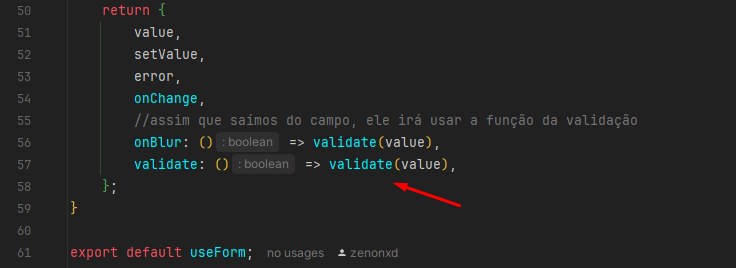 50 return {
51 value,
52 setValue,
53 error,
54 onChange,
55 //assim que saimos do campo, ele irá usar a função da validação
56 onBlur: () : boolean => validate(value),
57 validate: () : boolean => validate(value),
58 };
59 }
60
61 export default useForm; no usages zenonxd